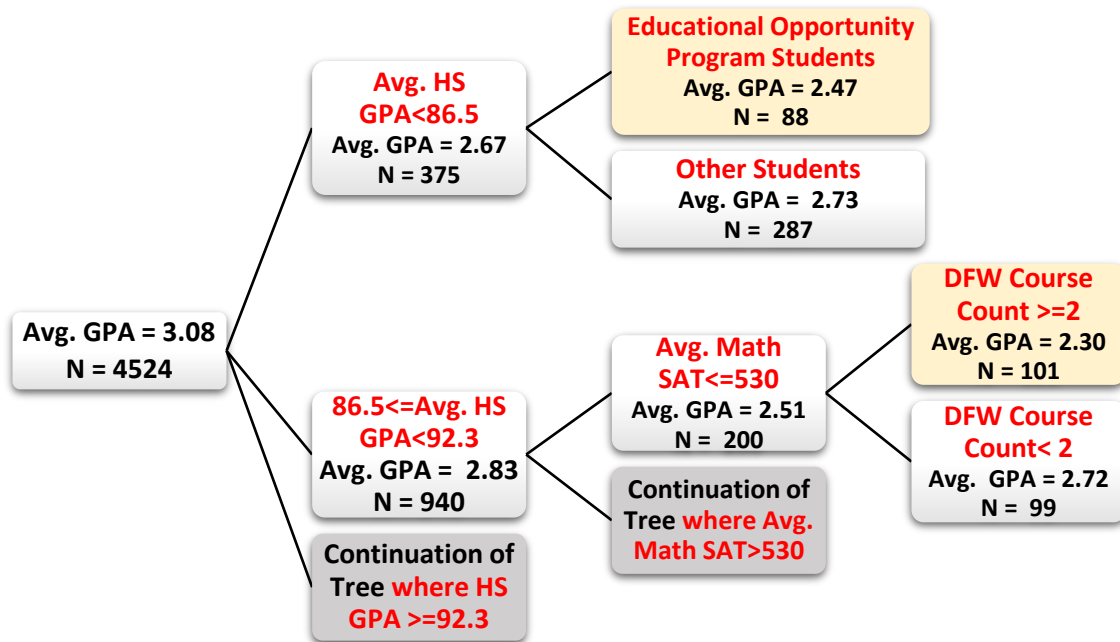 Avg. GPA = 3.08
N = 4524
Avg. HS
GPA<86.5
Avg. GPA = 2.67
N = 375
Educational Opportunity
Program Students
Avg. GPA = 2.47
N =  88
Other Students
Avg. GPA =  2.73
N =  287
86.5<=Avg. HS
GPA<92.3
Avg. GPA =  2.83
N = 940
Avg. Math
SAT<=530
Avg. GPA = 2.51
N =  200
DFW Course
Count >=2
Avg. GPA = 2.30
N = 101
DFW Course
Count< 2
Avg.  GPA = 2.72
N =  99
Continuation of
Tree where Avg.
Math SAT>530
Continuation of
Tree where HS
GPA >=92.3